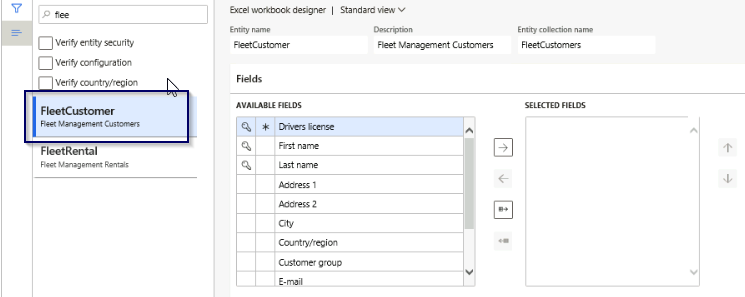 flee
Verify entity security
Verify configuration
Verify country/region
FleetCustomer
Fleet Management Customers
FleetRental
Fleet Management Rentals
Excel workbook designer | Standard view
Entity name
Description
Entity collection name
FleetCustomer
Fleet Management Customers
FleetCustomers
Fields
AVAILABLE FIELDS
* Drivers license
First name
Last name
Address 1
Address 2
City
Country/region
Customer group
E-mail
SELECTED FIELDS